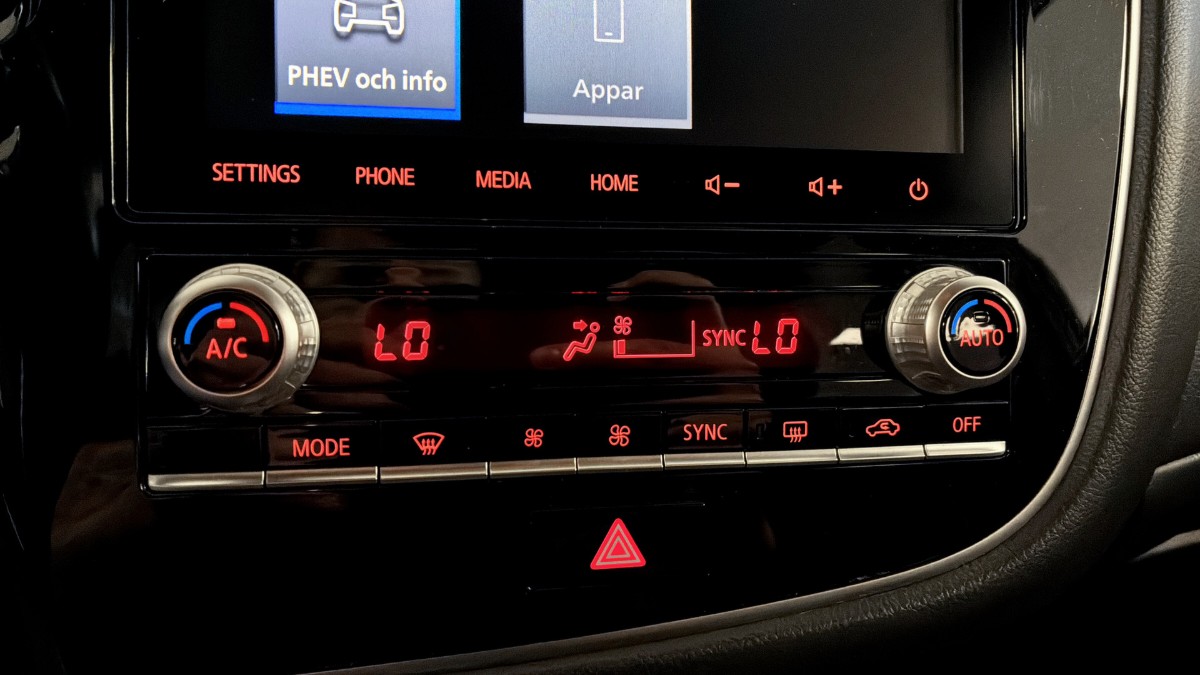 PHEV och info
Appar
SETTINGS PHONE MEDIA HOME
A/C LO SYNC LO AUTO
MODE SYNC OFF